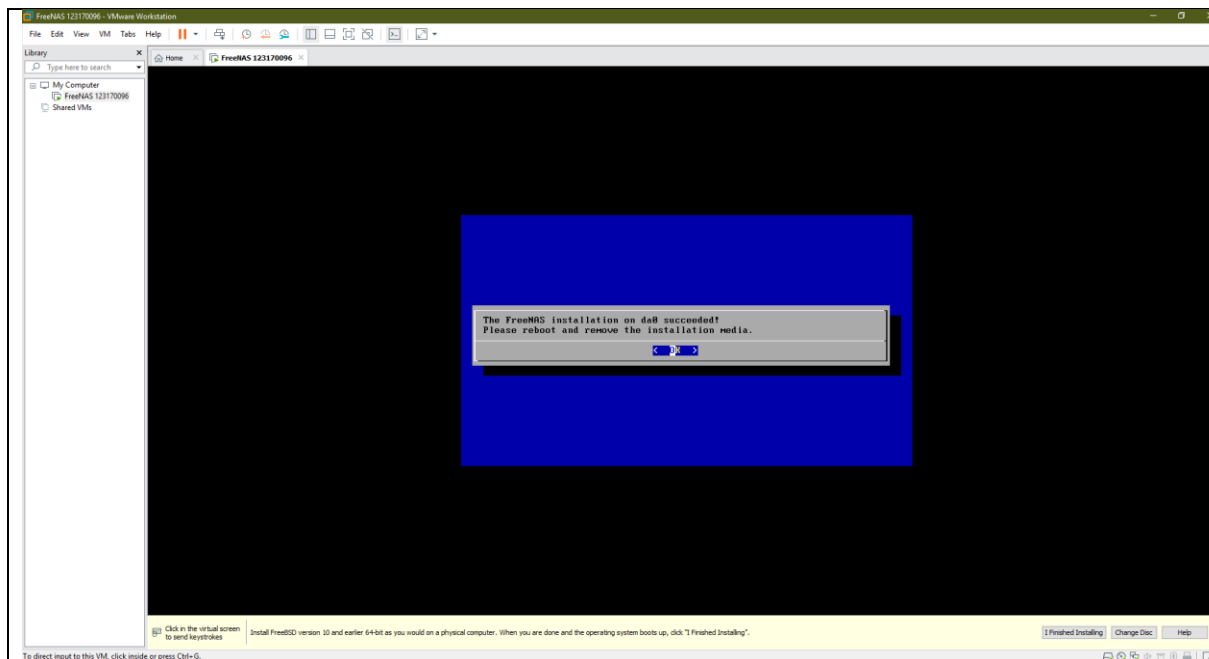 FreeNAS 123170096 - VMware Workstation
File Edit View VM Tabs Help
Library
Type here to search
My Computer
FreeNAS 123170096
Shared VMs
Home
FreeNAS 123170096
The FreeNAS installation on da0 succeeded!
Please reboot and remove the installation media.
< OK >
Click in the virtual screen
to send keystrokes
Install FreeBSD version 10 and earlier 64-bit as you would on a physical computer. When you are done and the operating system boots up, click "I Finished Installing".
I Finished Installing
Change Disc
Help
To direct input to this VM, click inside or press Ctrl+G.